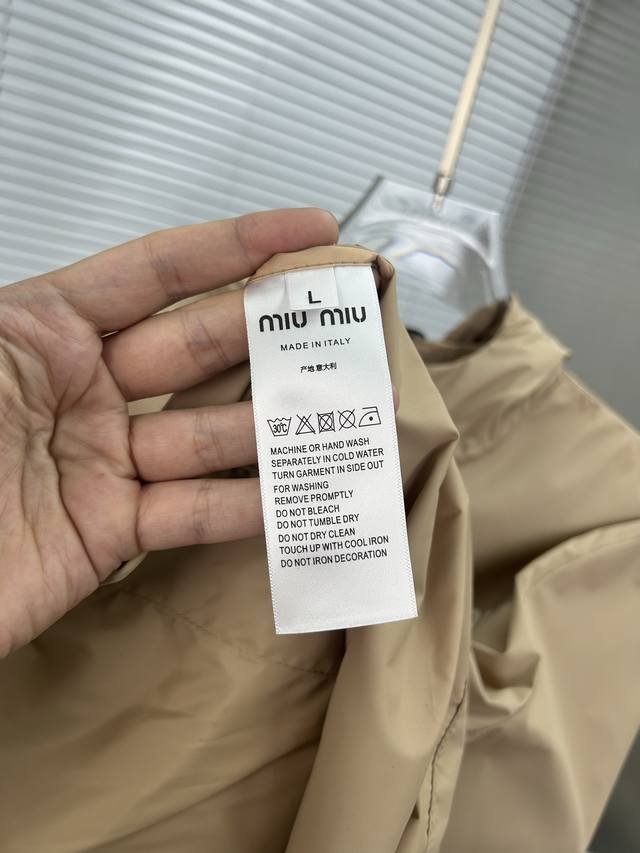 L
miu miu
MADE IN ITALY
产地 意大利
30℃
MACHINE OR HAND WASH
SEPARATELY IN COLD WATER
TURN GARMENT IN SIDE OUT
FOR WASHING
REMOVE PROMPTLY
DO NOT BLEACH
DO NOT TUMBLE DRY
DO NOT DRY CLEAN
TOUCH UP WITH COOL IRON
DO NOT IRON DECORATION